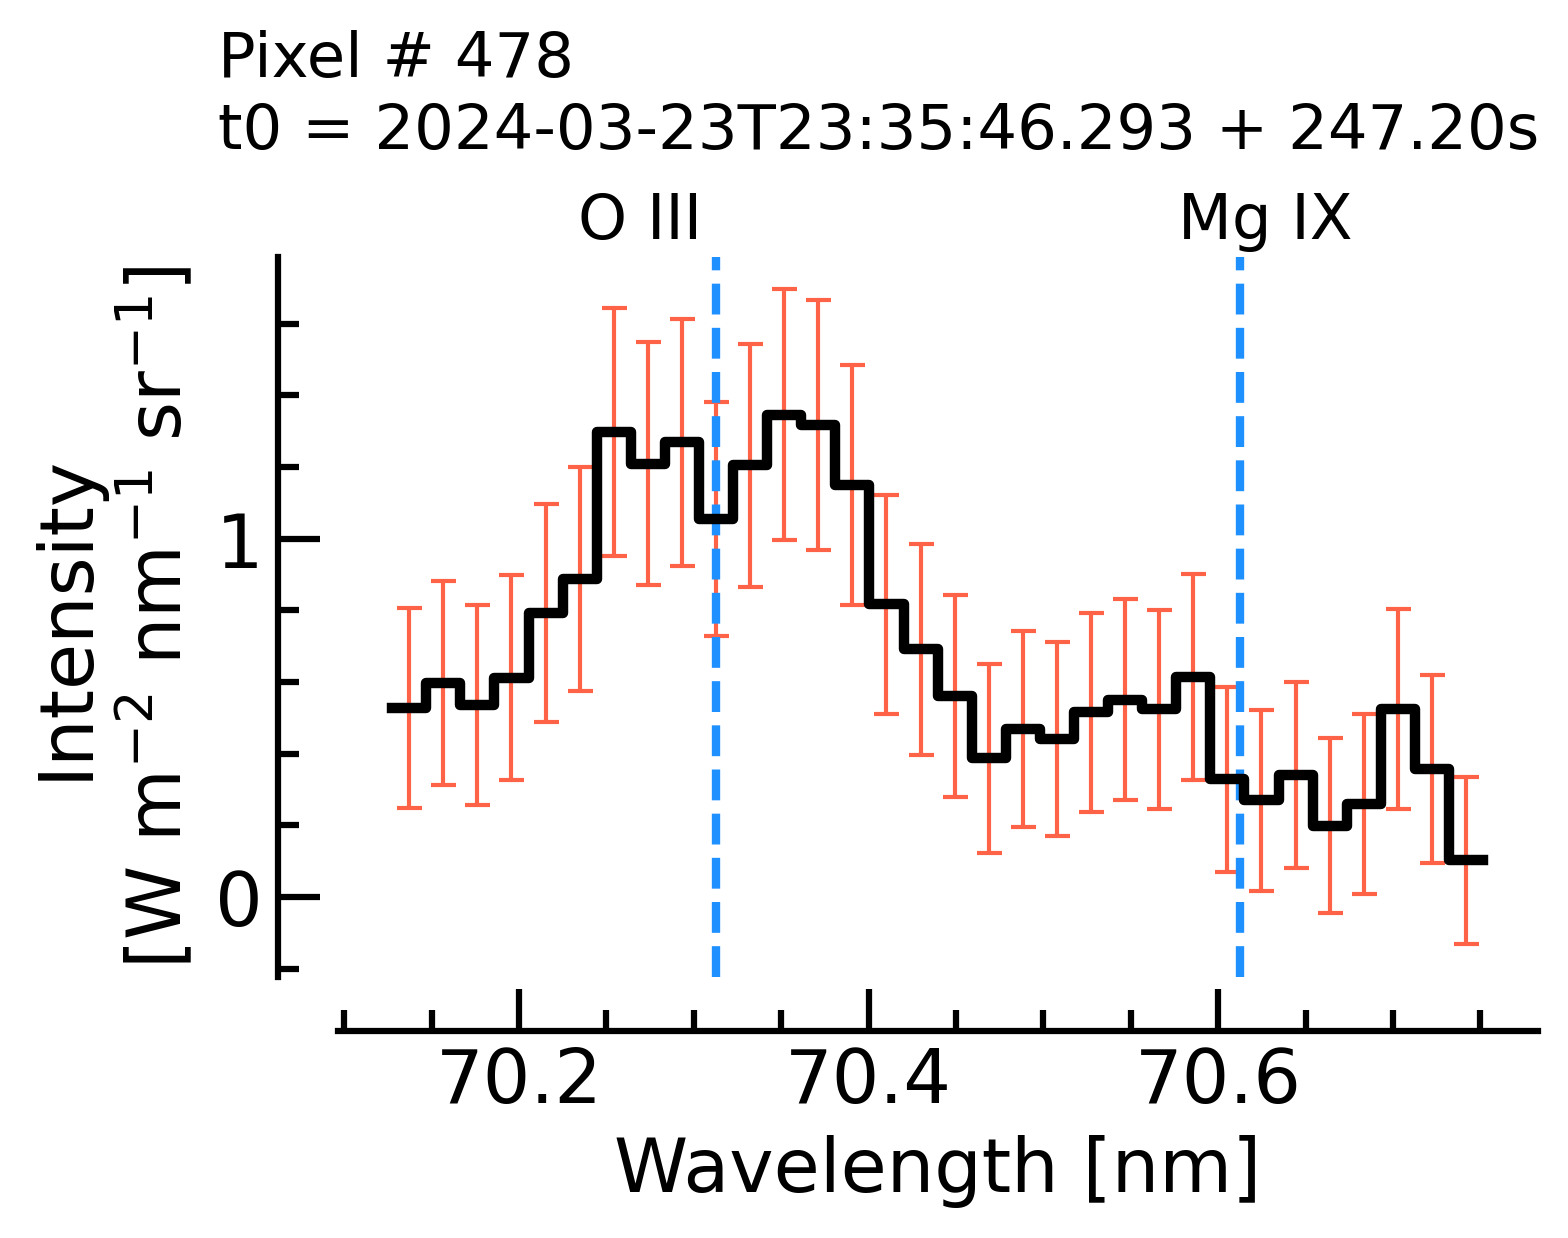 Pixel # 478
t0 = 2024-03-23T23:35:46.293 + 247.20s
O III
Mg IX
Intensity
[W m⁻² nm⁻¹ sr⁻¹]
1
0
70.2
70.4
70.6
Wavelength [nm]